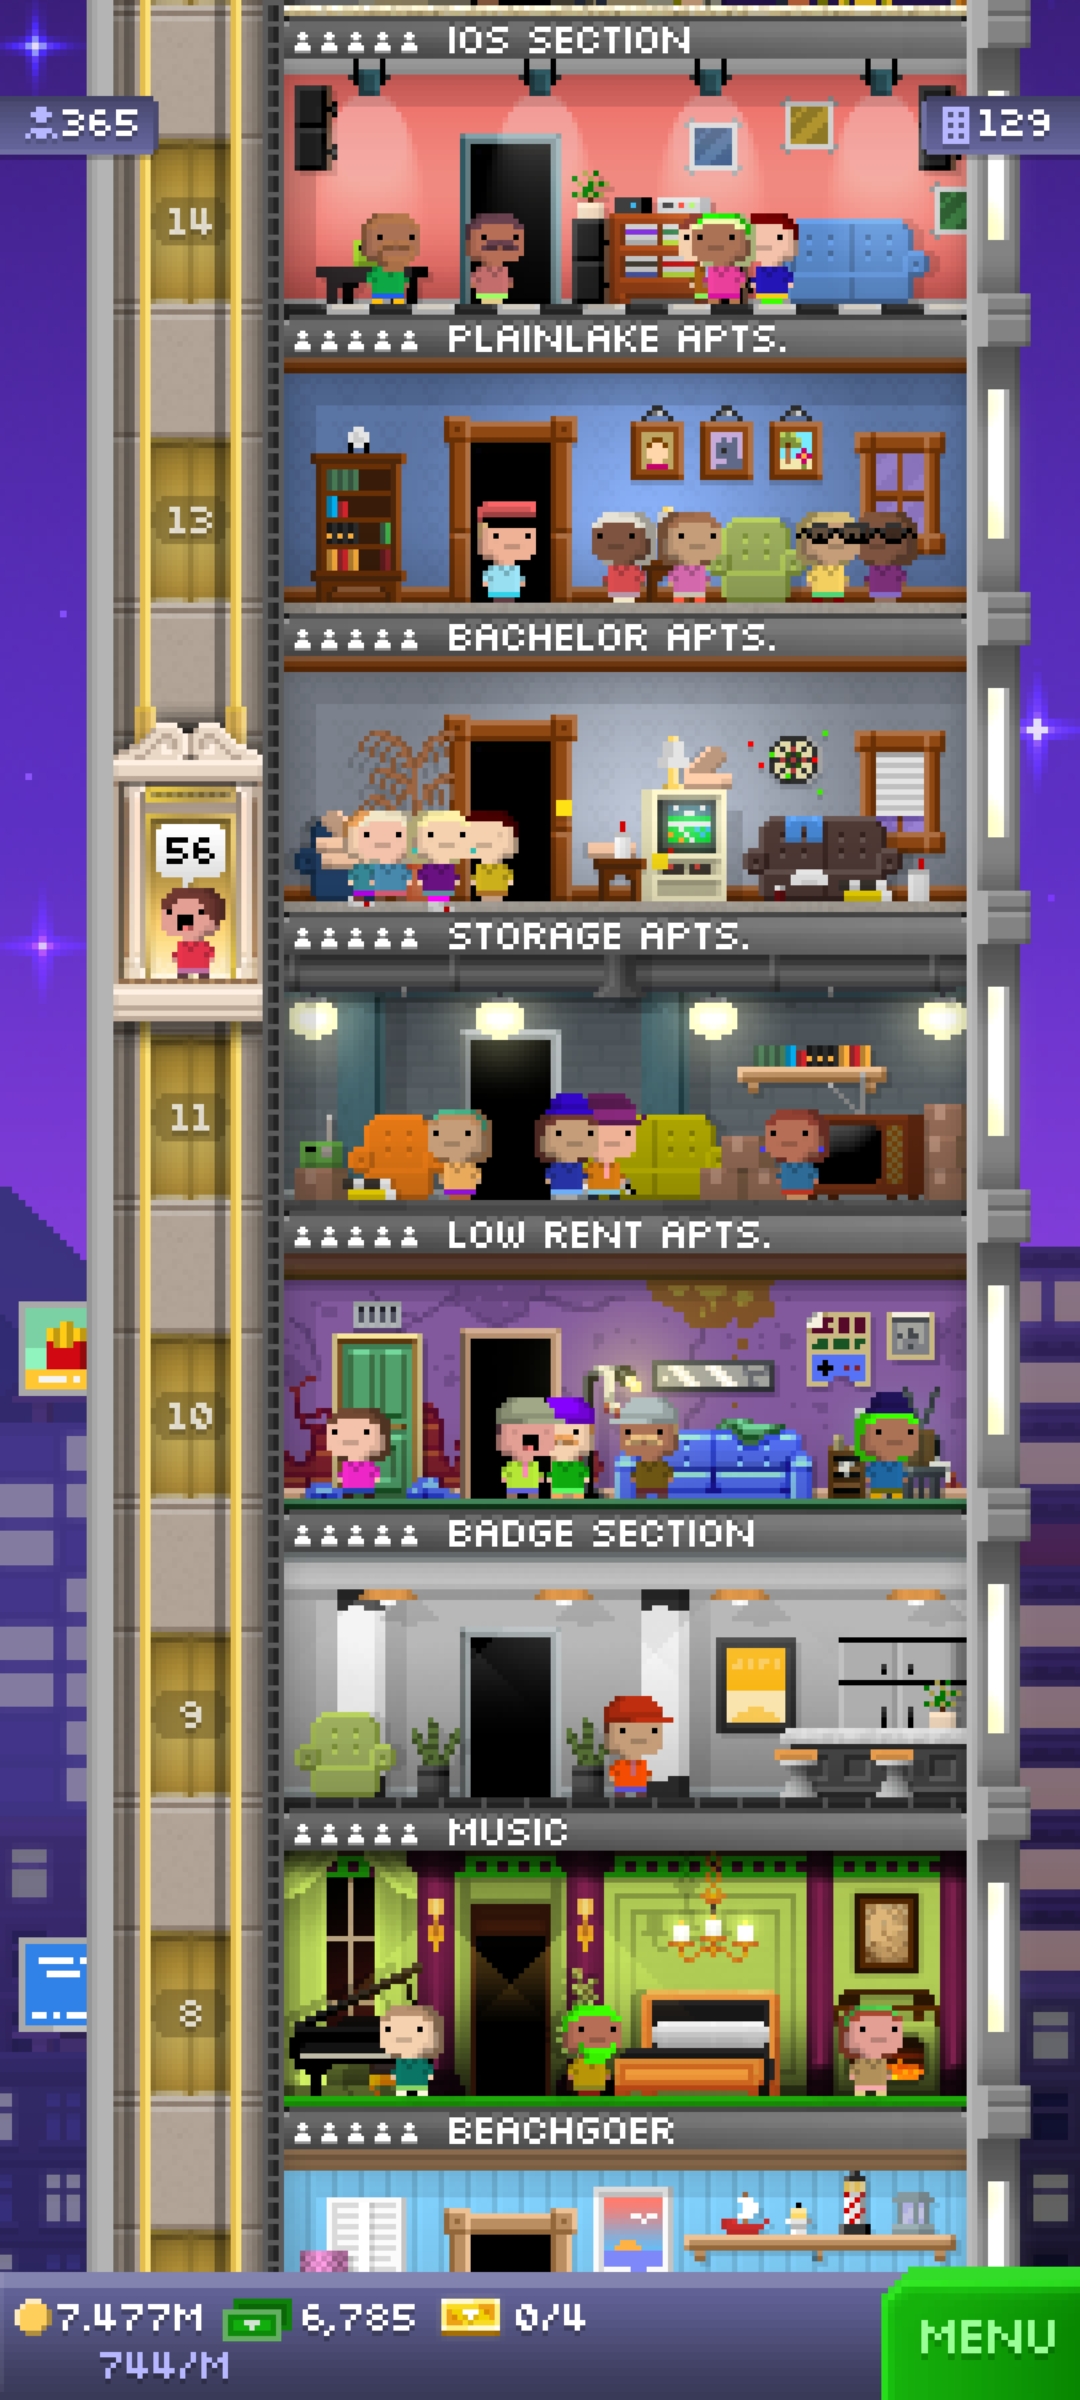 IOS SECTION
365
129
14
PLAINLAKE APTS.
13
BACHELOR APTS.
56
STORAGE APTS.
11
LOW RENT APTS.
10
BADGE SECTION
9
MUSIC
8
BEACHGOER
7.477M
6,785
0/4
744/M
MENU